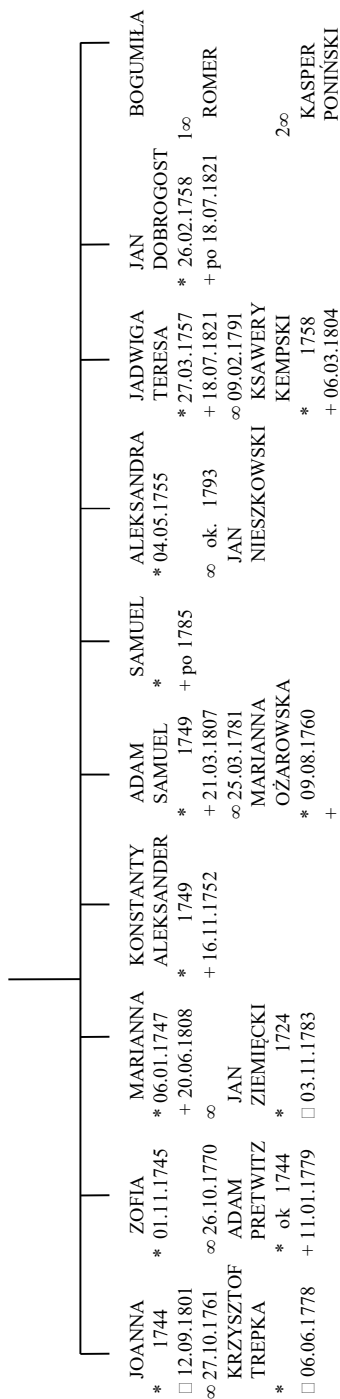 JOANNA
* 1744
□ 12.09.1801
∞ 27.10.1761
KRZYSZTOF
TREPKA
*
□ 06.06.1778
ZOFIA
* 01.11.1745
∞ 26.10.1770
ADAM
PRETWITZ
* ok 1744
+ 11.01.1779
MARIANNA
* 06.01.1747
+ 20.06.1808
∞
JAN
ZIEMIĘCKI
* 1724
□ 03.11.1783
KONSTANTY
ALEKSANDER
* 1749
+ 16.11.1752
ADAM
SAMUEL
* 1749
+ 21.03.1807
∞ 25.03.1781
MARIANNA
OŻAROWSKA
* 09.08.1760
+
SAMUEL
*
+ po 1785
ALEKSANDRA
* 04.05.1755
∞ ok. 1793
JAN
NIESZKOWSKI
JADWIGA
TERESA
* 27.03.1757
+ 18.07.1821
∞ 09.02.1791
KSAWERY
KEMPSKI
* 1758
+ 06.03.1804
JAN
DOBROGOST
* 26.02.1758
+ po 18.07.1821
BOGUMIŁA
1∞
ROMER
2∞
KASPER
PONIŃSKI